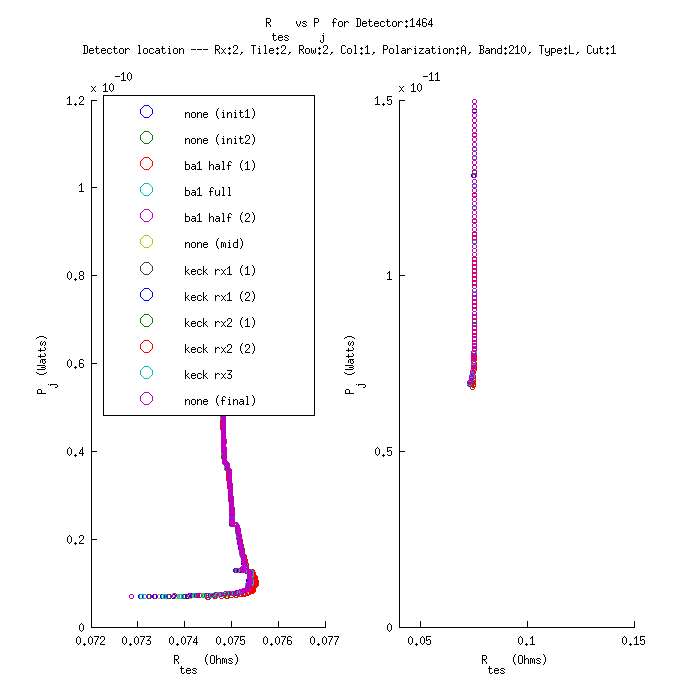 R tes vs P j for Detector:1464
Detector location --- Rx:2, Tile:2, Row:2, Col:1, Polarization:A, Band:210, Type:L, Cut:1
x 10 -10
1.2
1
0.8
0.6
0.4
0.2
0
0.072 0.073 0.074 0.075 0.076 0.077
P j (Watts)
R tes (Ohms)
none (init1)
none (init2)
ba1 half (1)
ba1 full
ba1 half (2)
none (mid)
keck rx1 (1)
keck rx1 (2)
keck rx2 (1)
keck rx2 (2)
keck rx3
none (final)
x 10 -11
1.5
1
0.5
0
0.05 0.1 0.15
P j (Watts)
R tes (Ohms)